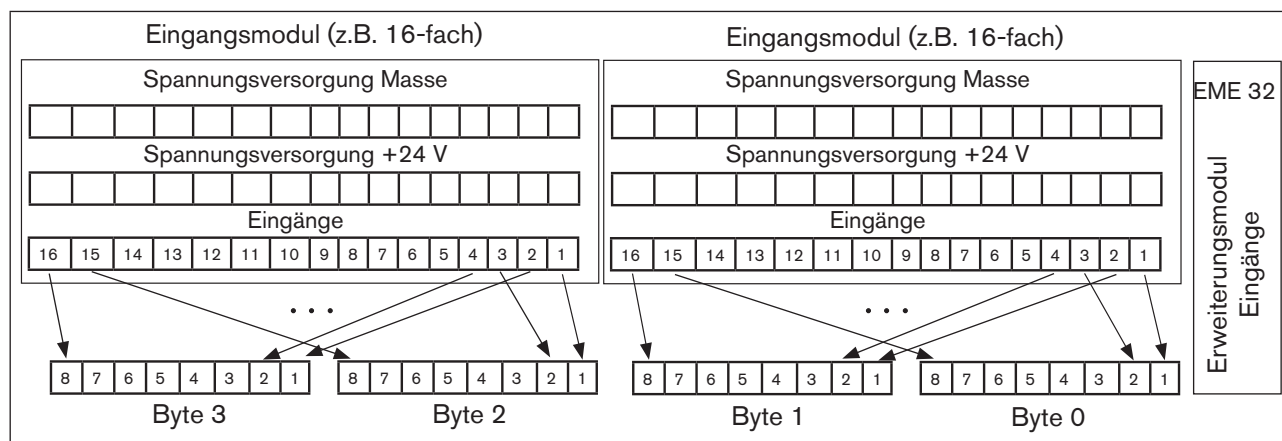 Eingangsmodul (z.B. 16-fach)
Spannungsversorgung Masse
Spannungsversorgung +24 V
Eingänge
16 15 14 13 12 11 10 9 8 7 6 5 4 3 2 1
. . .
8 7 6 5 4 3 2 1
8 7 6 5 4 3 2 1
Byte 3
Byte 2
Eingangsmodul (z.B. 16-fach)
Spannungsversorgung Masse
Spannungsversorgung +24 V
Eingänge
16 15 14 13 12 11 10 9 8 7 6 5 4 3 2 1
. . .
8 7 6 5 4 3 2 1
8 7 6 5 4 3 2 1
Byte 1
Byte 0
EME 32
Erweiterungsmodul
Eingänge